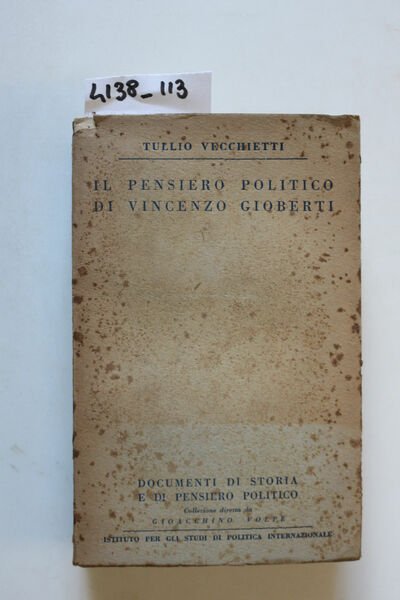 4138_113
TULLIO VECCHIETTI
IL PENSIERO POLITICO
DI VINCENZO GIOBERTI
DOCUMENTI DI STORIA
E DI PENSIERO POLITICO
Collezione diretta da
GIOACCHINO VOLPE
ISTITUTO PER GLI STUDI DI POLITICA INTERNAZIONALE